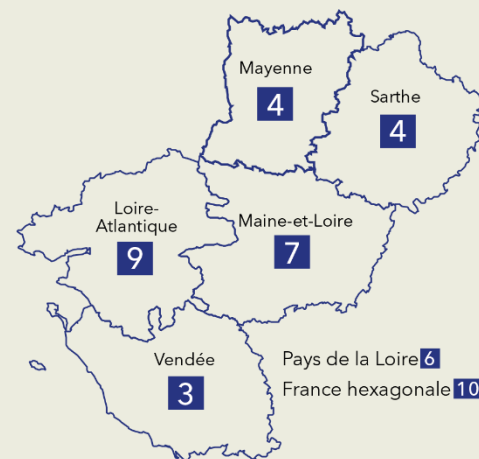 Mayenne
4
Sarthe
4
Loire-
Atlantique
9
Maine-et-Loire
7
Vendée
3
Pays de la Loire 6
France hexagonale 10